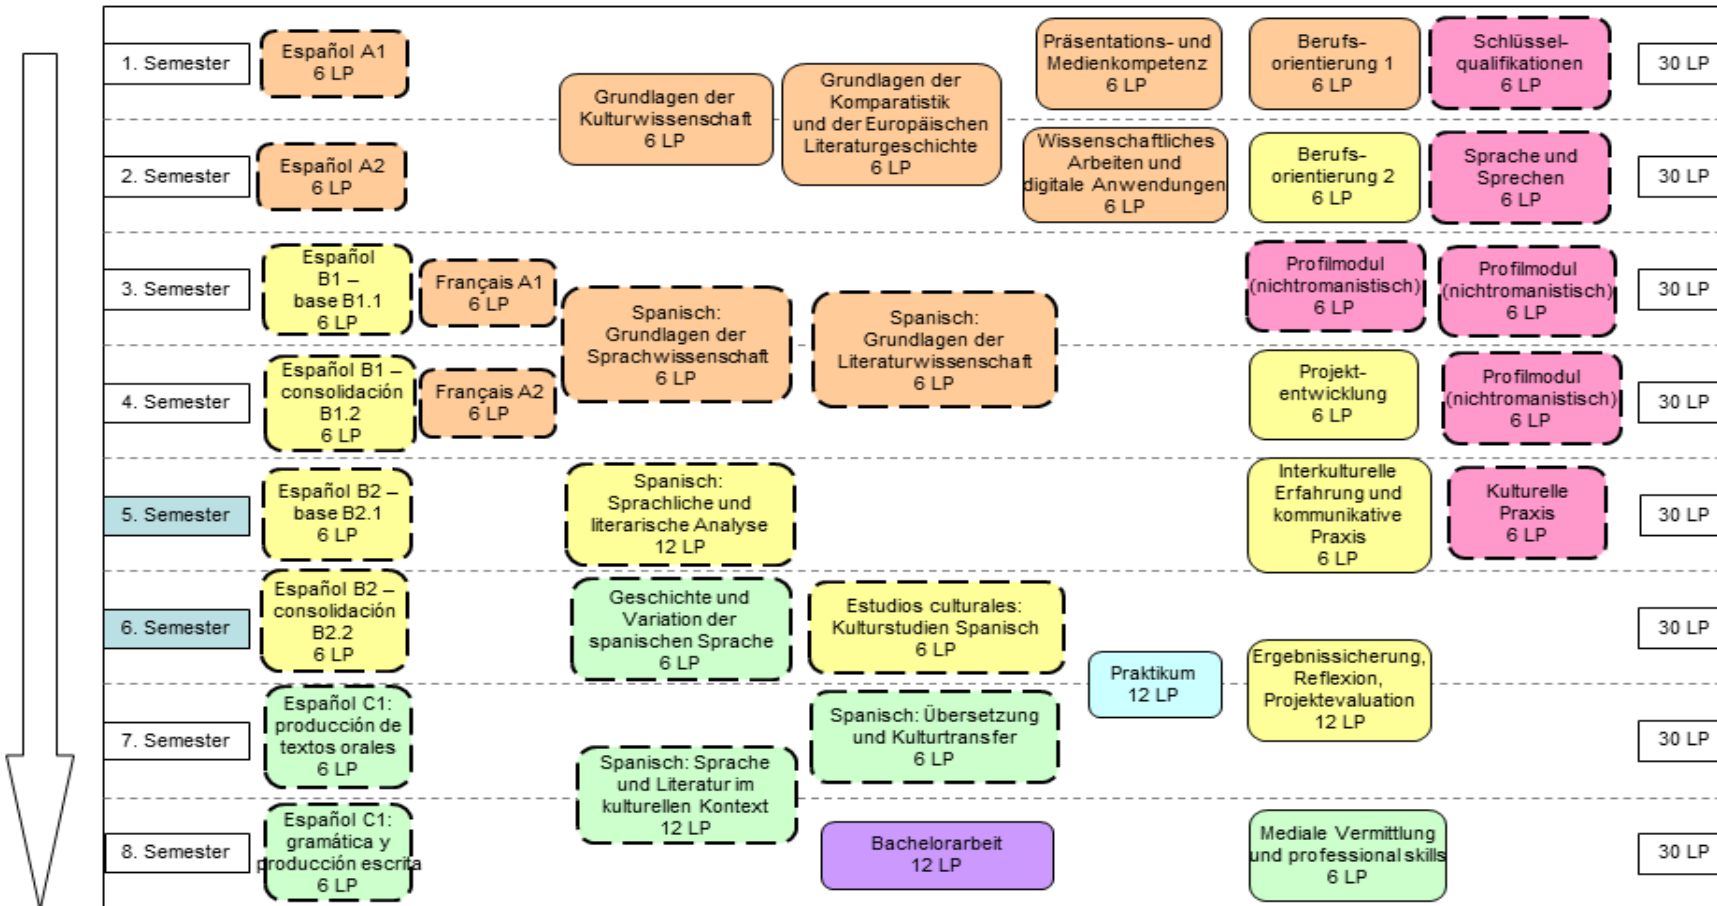 1. Semester
Español A1
6 LP
Grundlagen der
Kulturwissenschaft
6 LP
Grundlagen der
Komparatistik
und der Europäischen
Literaturgeschichte
6 LP
Präsentations- und
Medienkompetenz
6 LP
Berufs-
orientierung 1
6 LP
Schlüssel-
qualifikationen
6 LP
30 LP
2. Semester
Español A2
6 LP
Wissenschaftliches
Arbeiten und
digitale Anwendungen
6 LP
Berufs-
orientierung 2
6 LP
Sprache und
Sprechen
6 LP
30 LP
3. Semester
Español
B1 –
base B1.1
6 LP
Français A1
6 LP
Spanisch:
Grundlagen der
Sprachwissenschaft
6 LP
Spanisch:
Grundlagen der
Literaturwissenschaft
6 LP
Profilmodul
(nichtromanistisch)
6 LP
Profilmodul
(nichtromanistisch)
6 LP
30 LP
4. Semester
Español B1 –
consolidación
B1.2
6 LP
Français A2
6 LP
Projekt-
entwicklung
6 LP
Profilmodul
(nichtromanistisch)
6 LP
30 LP
5. Semester
Español B2 –
base B2.1
6 LP
Spanisch:
Sprachliche und
literarische Analyse
12 LP
Interkulturelle
Erfahrung und
kommunikative
Praxis
6 LP
Kulturelle
Praxis
6 LP
30 LP
6. Semester
Español B2 –
consolidación
B2.2
6 LP
Geschichte und
Variation der
spanischen Sprache
6 LP
Estudios culturales:
Kulturstudien Spanisch
6 LP
Praktikum
12 LP
Ergebnissicherung,
Reflexion,
Projektevaluation
12 LP
30 LP
7. Semester
Español C1:
producción de
textos orales
6 LP
Spanisch: Sprache
und Literatur im
kulturellen Kontext
12 LP
Spanisch: Übersetzung
und Kulturtransfer
6 LP
30 LP
8. Semester
Español C1:
gramática y
producción escrita
6 LP
Bachelorarbeit
12 LP
Mediale Vermittlung
und professional skills
6 LP
30 LP